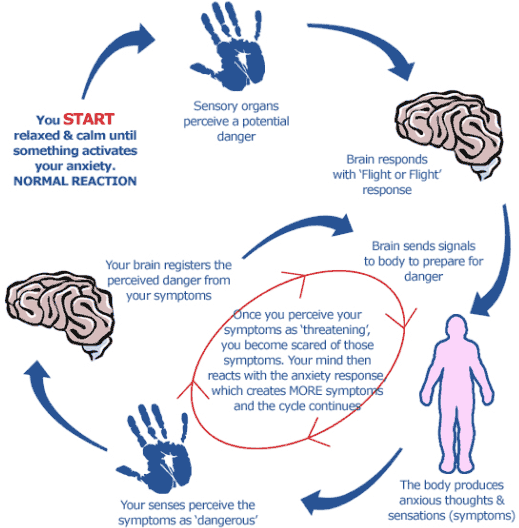 You START
relaxed & calm until
something activates
your anxiety.
NORMAL REACTION
Sensory organs
perceive a potential
danger
Brain responds
with ‘Flight or Flight’
response
Brain sends signals
to body to prepare for
danger
The body produces
anxious thoughts &
sensations (symptoms)
Your senses perceive the
symptoms as ‘dangerous’
Your brain registers the
perceived danger from
your symptoms
Once you perceive your
symptoms as ‘threatening’,
you become scared of those
symptoms. Your mind then
reacts with the anxiety response,
which creates MORE symptoms
and the cycle continues